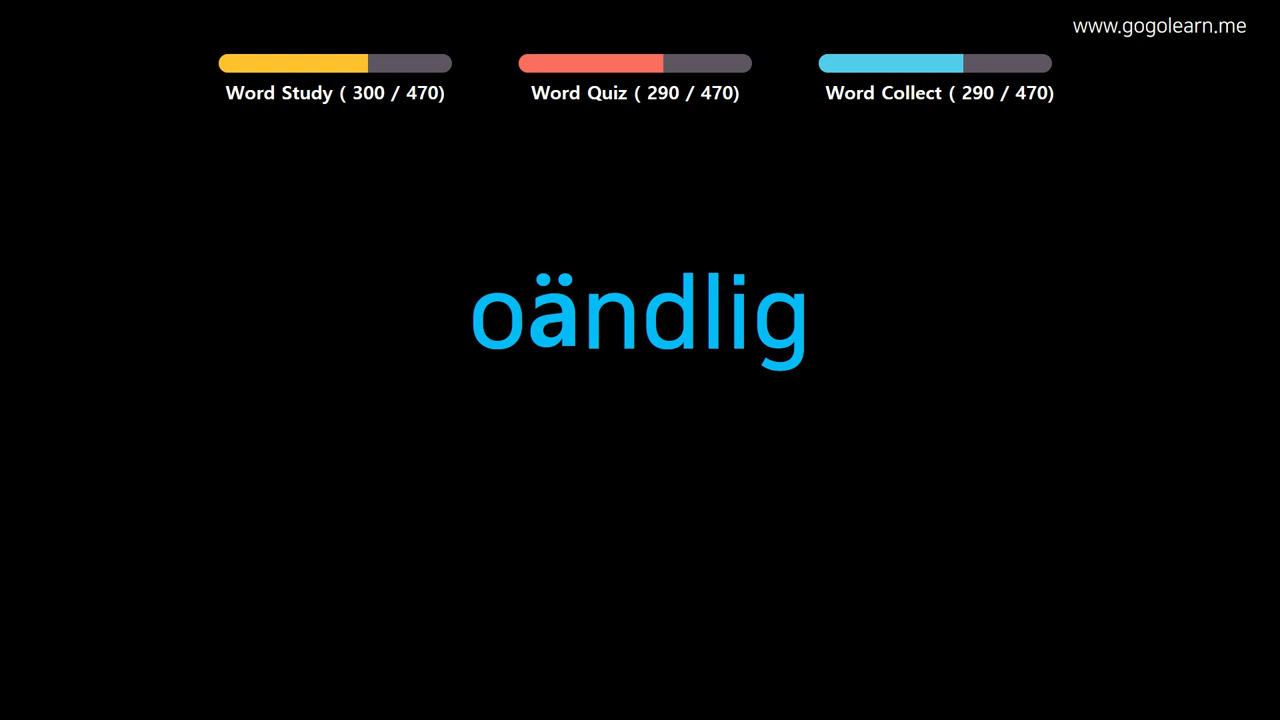 www.gogolearn.me
Word Study ( 300 / 470)
Word Quiz ( 290 / 470)
Word Collect ( 290 / 470)
oändlig